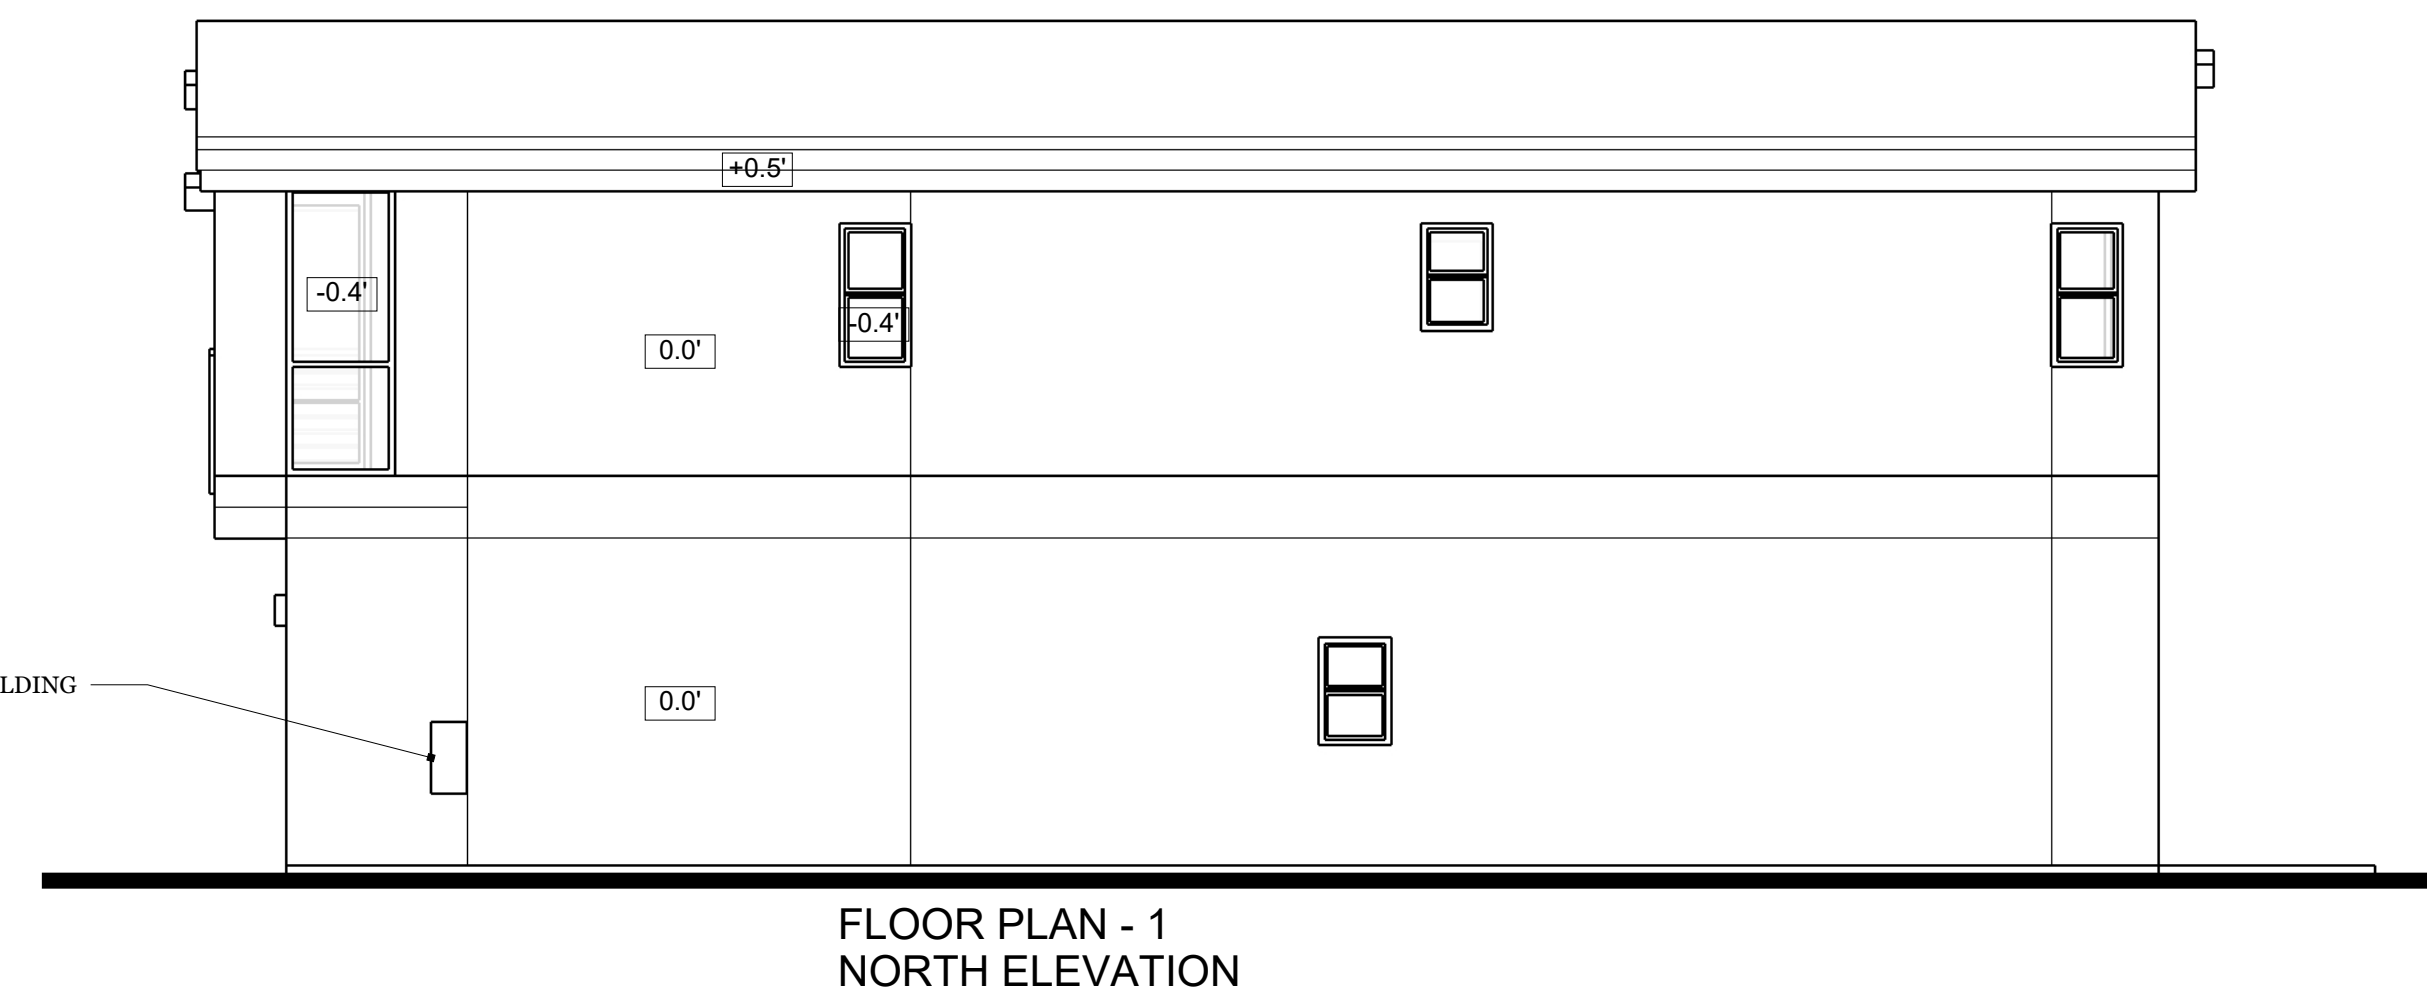 +0.5'
-0.4'
-0.4'
0.0'
LDING
0.0'
FLOOR PLAN - 1
NORTH ELEVATION